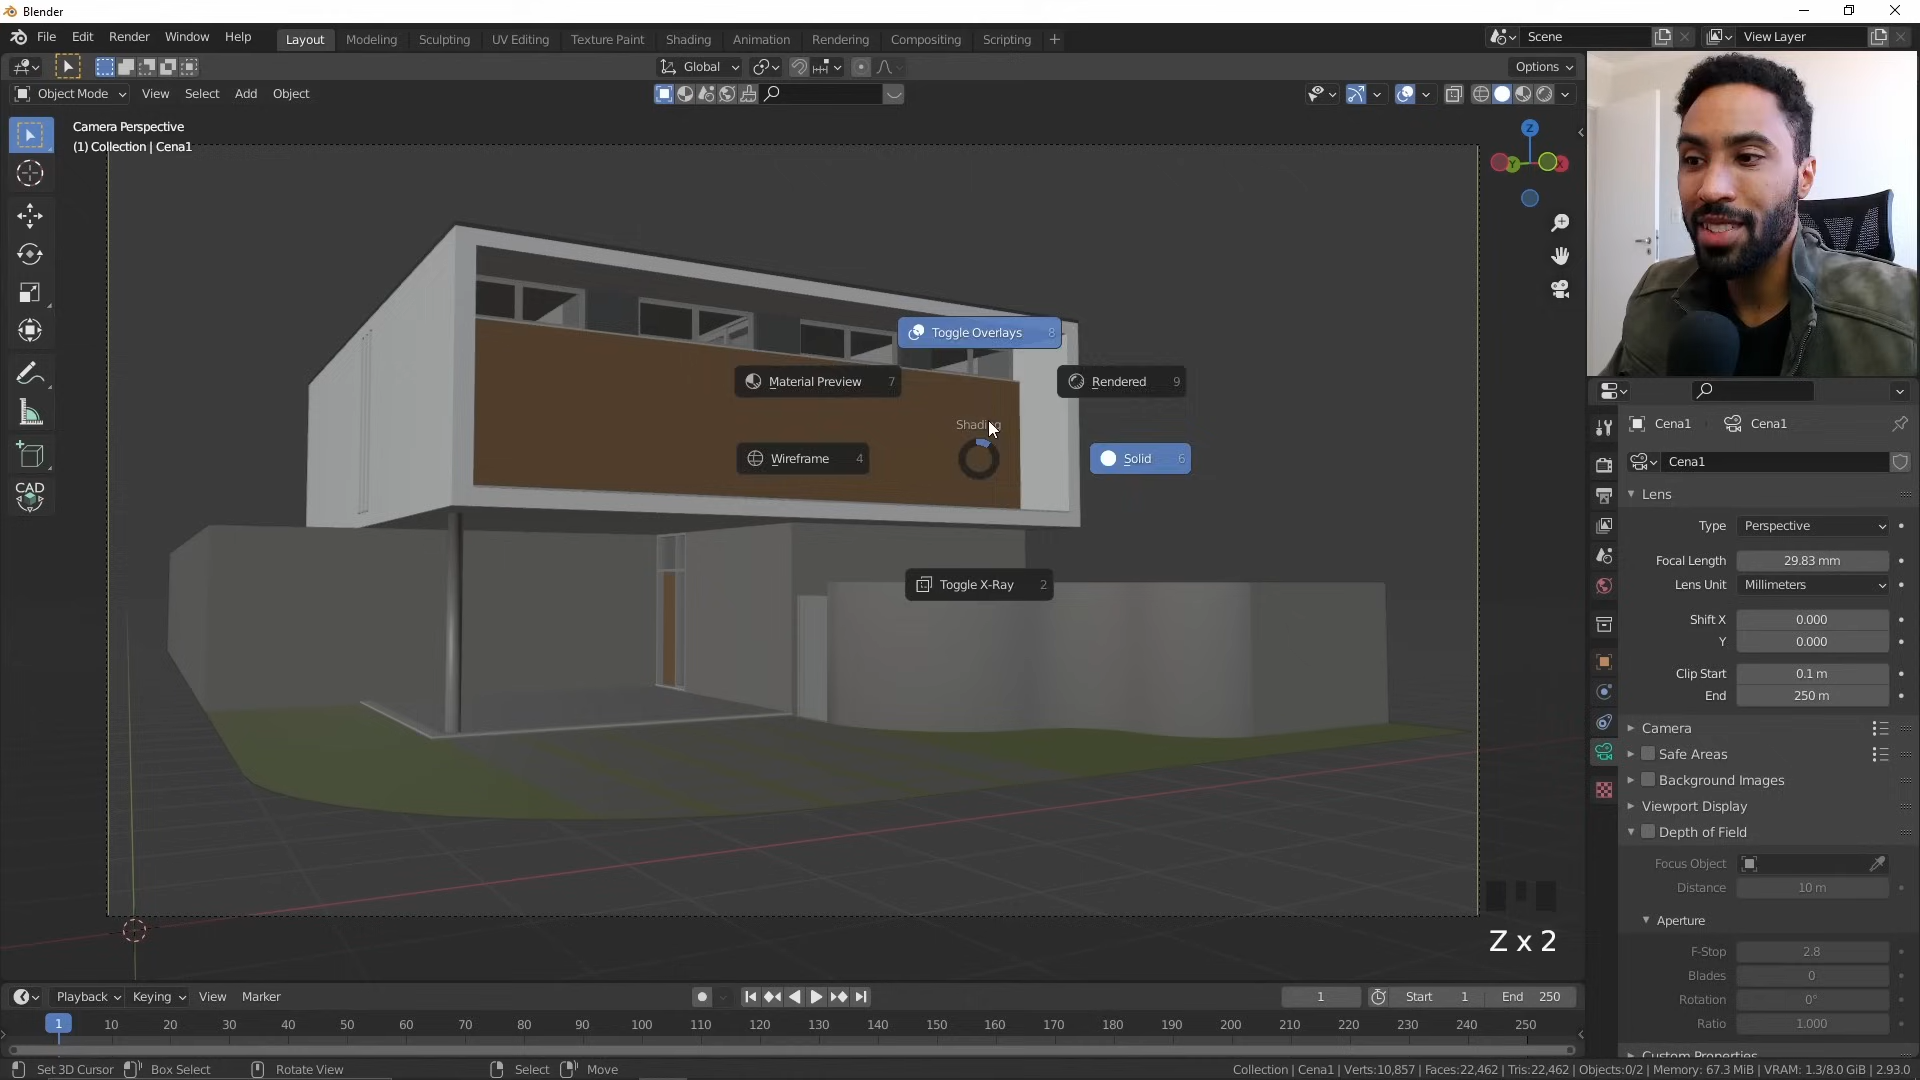 Blender
File Edit Render Window Help Layout Modeling Sculpting UV Editing Texture Paint Shading Animation Rendering Compositing Scripting + Scene View Layer
Global Options
Object Mode View Select Add Object
Camera Perspective
(1) Collection | Cena1
Z
Y X
Toggle Overlays 8
Material Preview 7
Rendered 9
Shading
Wireframe 4
Solid 6
Toggle X-Ray 2
CAD
Z x 2
Cena1 Cena1
Cena1
Lens
Type Perspective
Focal Length 29.83 mm
Lens Unit Millimeters
Shift X 0.000
Y 0.000
Clip Start 0.1 m
End 250 m
Camera
Safe Areas
Background Images
Viewport Display
Depth of Field
Focus Object
Distance 10 m
Aperture
F-Stop 2.8
Blades 0
Rotation 0°
Ratio 1.000
Custom Properties
Playback Keying View Marker 1 Start 1 End 250
1 10 20 30 40 50 60 70 80 90 100 110 120 130 140 150 160 170 180 190 200 210 220 230 240 250
Set 3D Cursor Box Select Rotate View Select Move Collection | Cena1 | Verts:10,857 | Faces:22,462 | Tris:22,462 | Objects:0/2 | Memory: 67.3 MiB | VRAM: 1.3/8.0 GiB | 2.93.0